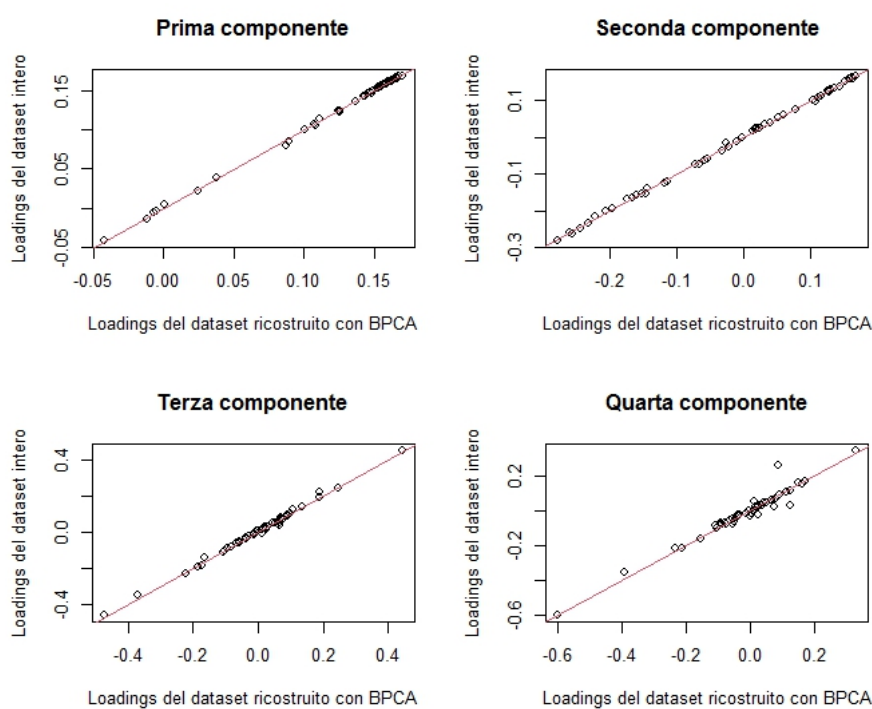 Prima componente
Loadings del dataset intero
0.15
0.05
-0.05
-0.05
0.00
0.05
0.10
0.15
Loadings del dataset ricostruito con BPCA
Seconda componente
Loadings del dataset intero
0.1
-0.1
-0.3
-0.2
-0.1
0.0
0.1
Loadings del dataset ricostruito con BPCA
Terza componente
Loadings del dataset intero
0.4
0.0
-0.4
-0.4
-0.2
0.0
0.2
0.4
Loadings del dataset ricostruito con BPCA
Quarta componente
Loadings del dataset intero
0.2
-0.2
-0.6
-0.6
-0.4
-0.2
0.0
0.2
Loadings del dataset ricostruito con BPCA